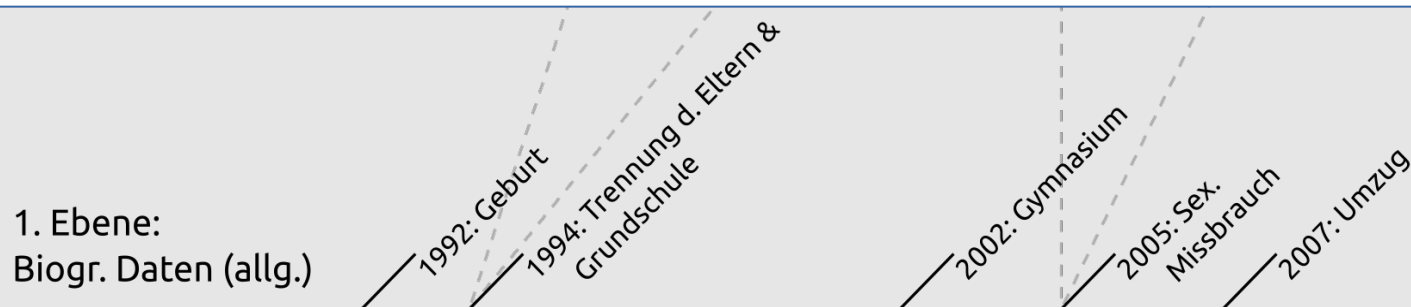 1. Ebene:
Biogr. Daten (allg.)
1992: Geburt
1994: Trennung d. Eltern &
Grundschule
2002: Gymnasium
2005: Sex.
Missbrauch
2007: Umzug